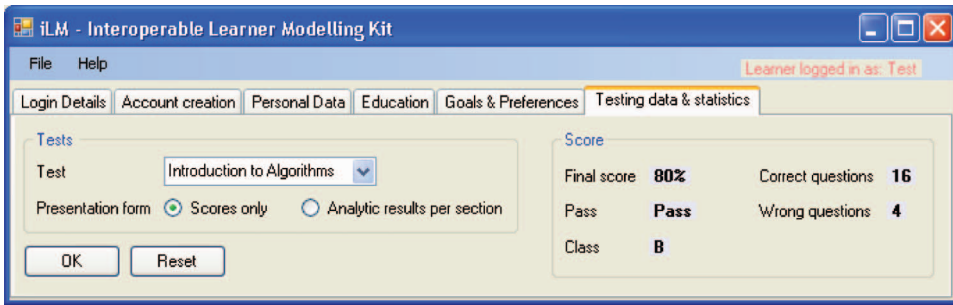 iLM - Interoperable Learner Modelling Kit
File Help
Learner logged in as: Test
Login Details Account creation Personal Data Education Goals & Preferences Testing data & statistics
Tests
Test Introduction to Algorithms
Presentation form Scores only Analytic results per section
OK Reset
Score
Final score 80% Correct questions 16
Pass Pass Wrong questions 4
Class B